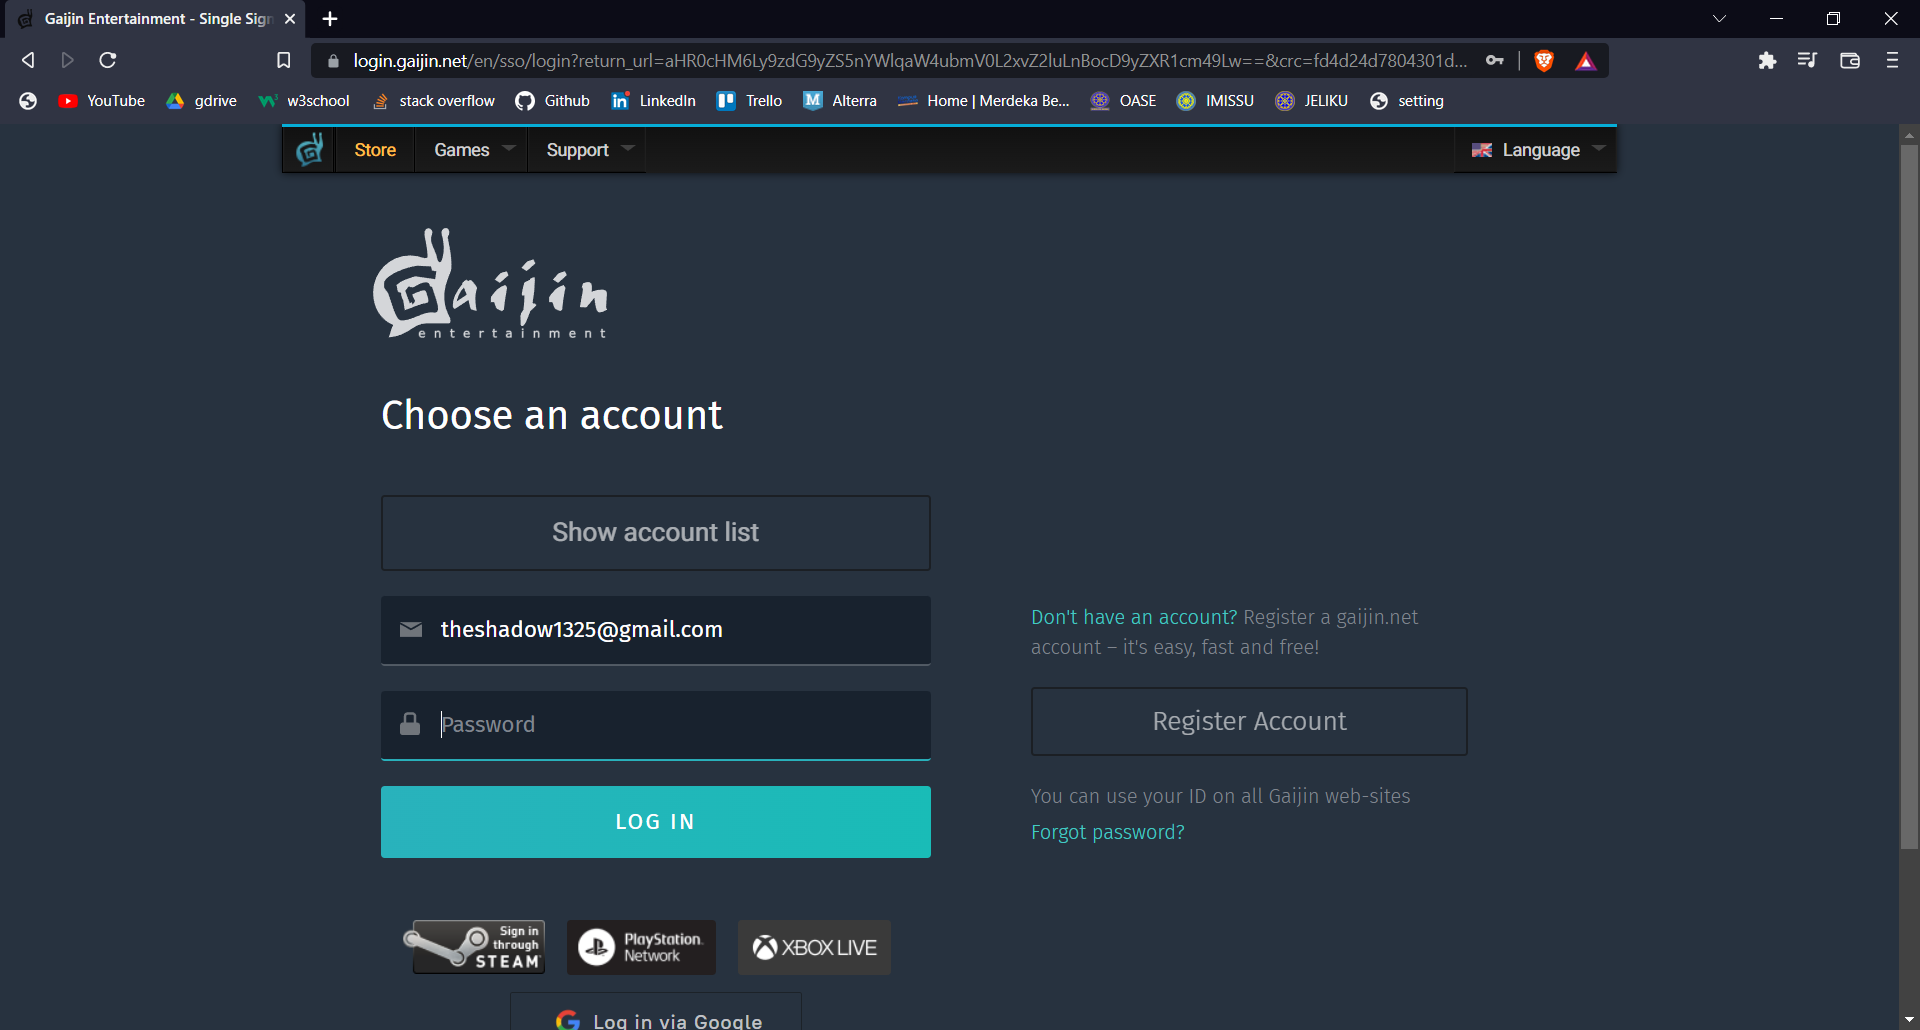 Gaijin Entertainment - Single Sign
login.gaijin.net/en/sso/login?return_url=aHR0cHM6Ly9zdG9yZS5nYWlqaW4ubmV0L2xvZ2luLnBocD9yZXR1cm49Lw==&crc=fd4d24d7804301d...
YouTube gdrive w3school stack overflow Github LinkedIn Trello Alterra Home | Merdeka Be... OASE IMISSU JELIKU setting
Store Games Support Language
Gaijin
entertainment
Choose an account
Show account list
theshadow1325@gmail.com
Password
LOG IN
Don't have an account? Register a gaijin.net
account – it's easy, fast and free!
Register Account
You can use your ID on all Gaijin web-sites
Forgot password?
Sign in
through
STEAM
PlayStation
Network
XBOX LIVE
Log in via Google